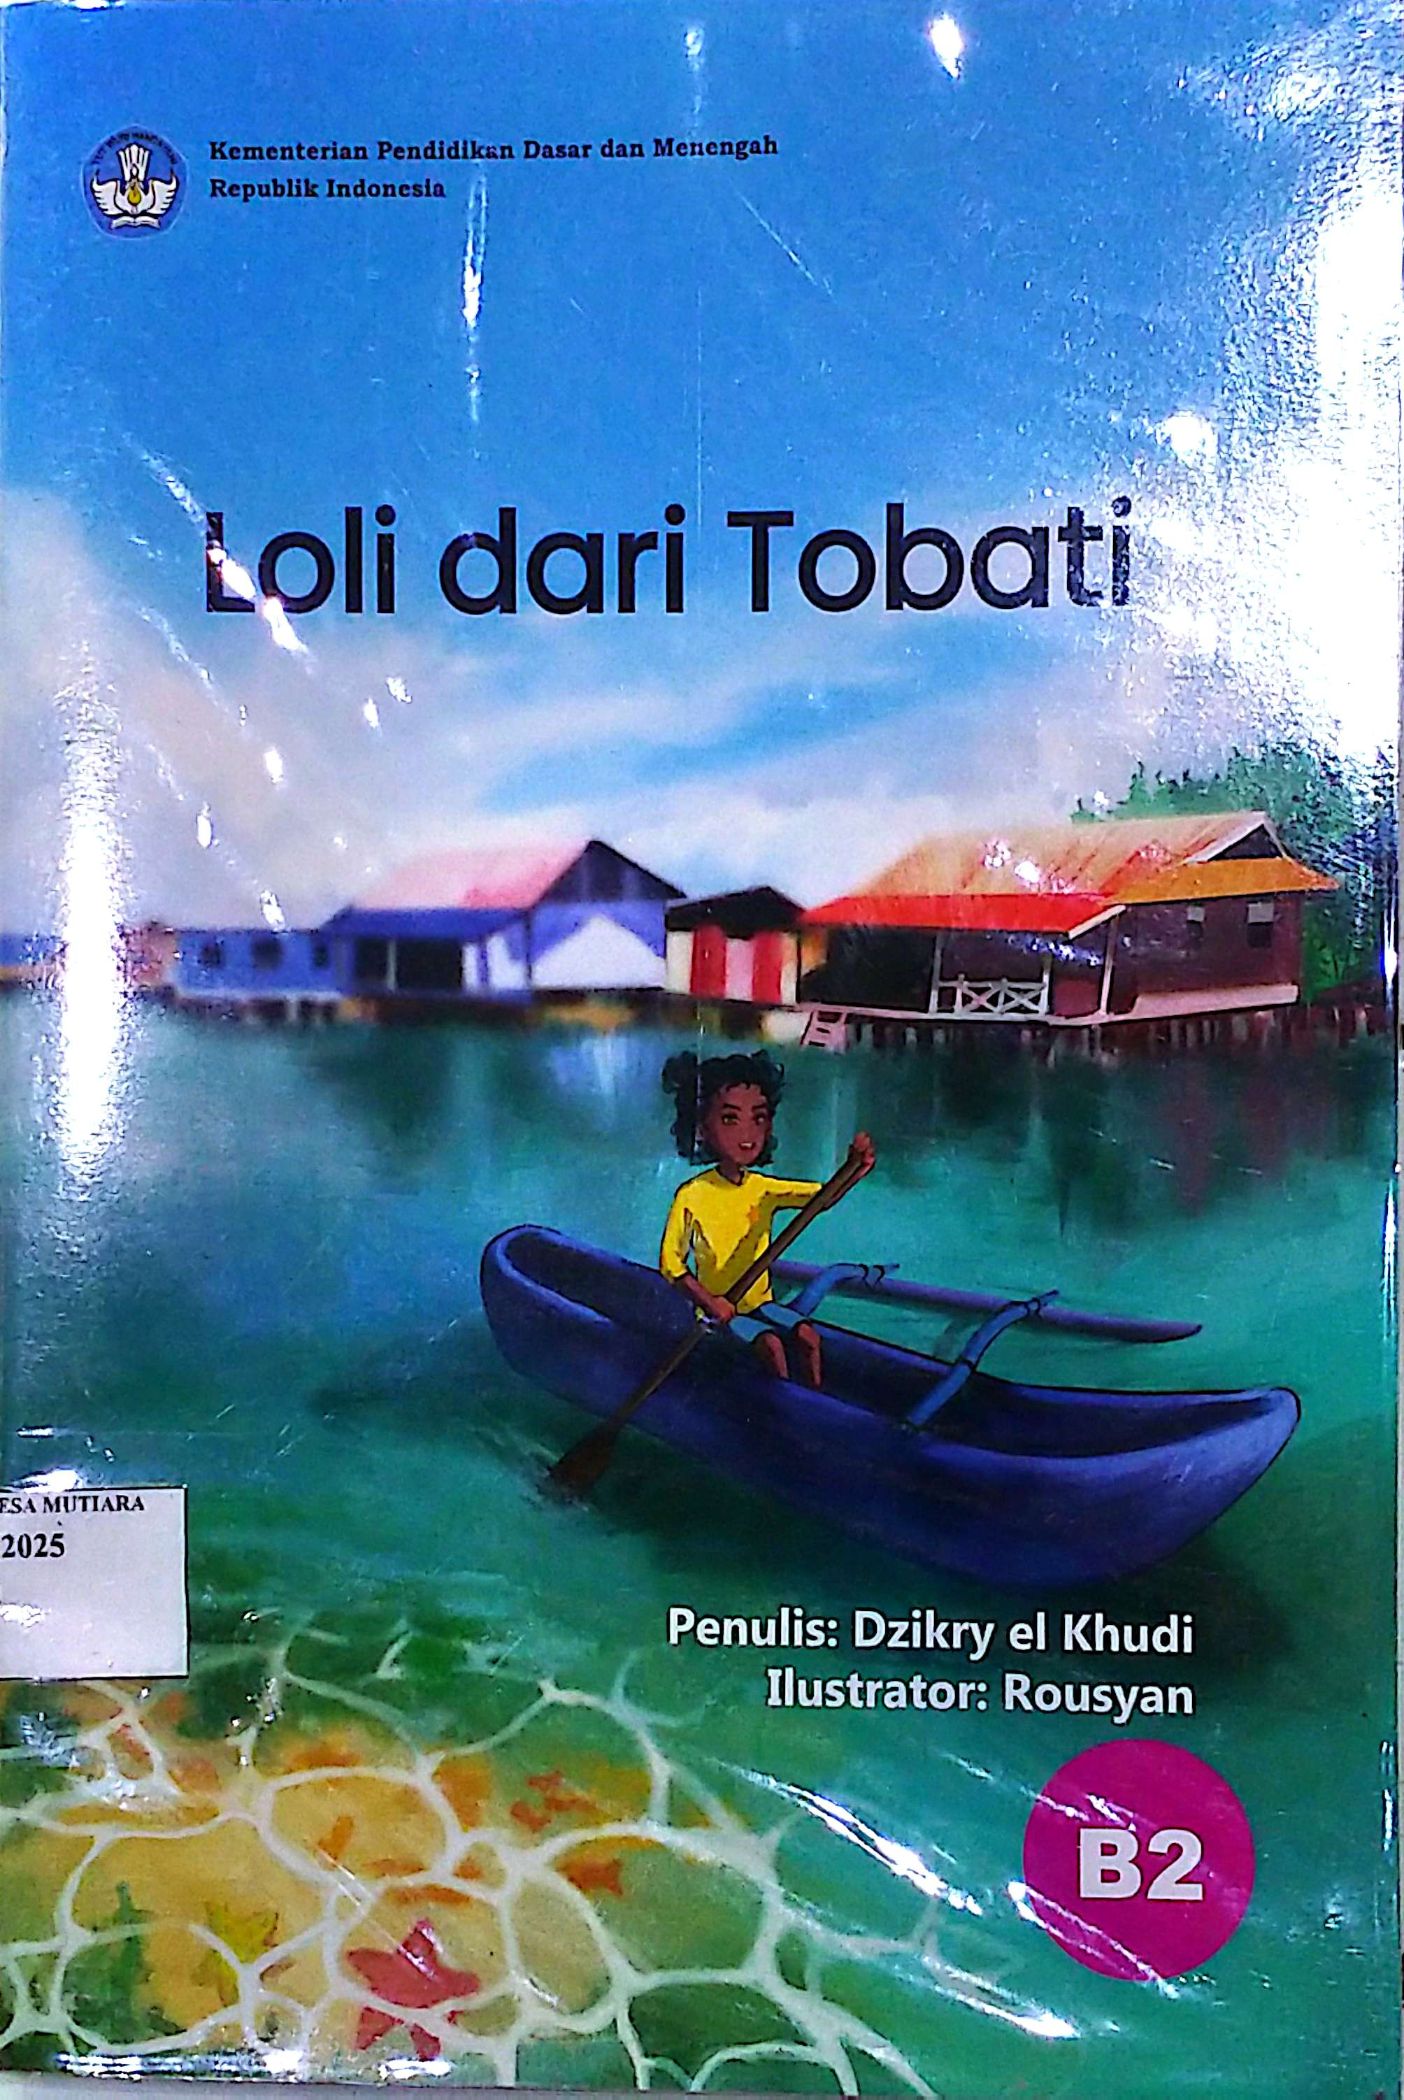 Kementerian Pendidikan Dasar dan Menengah
Republik Indonesia
Loli dari Tobati
ESA MUTIARA
2025
Penulis: Dzikry el Khudi
Ilustrator: Rousyan
B2